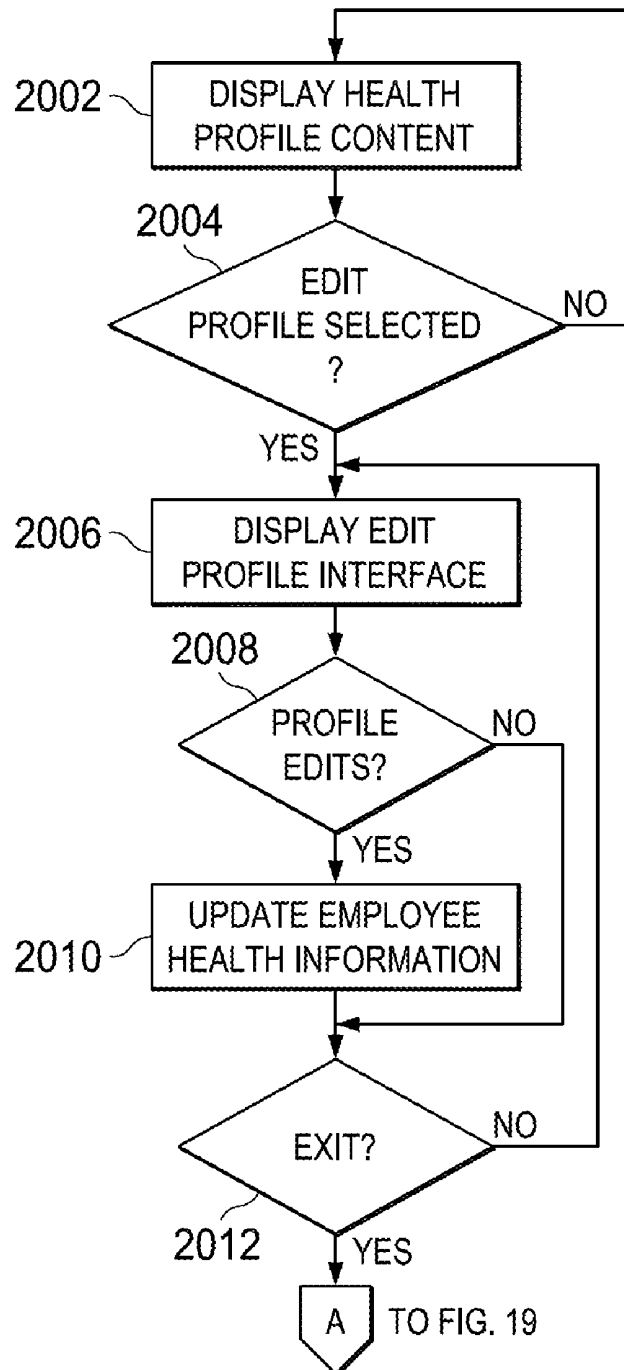 2002
DISPLAY HEALTH
PROFILE CONTENT
2004
EDIT
PROFILE SELECTED
?
NO
YES
2006
DISPLAY EDIT
PROFILE INTERFACE
2008
PROFILE
EDITS?
NO
YES
2010
UPDATE EMPLOYEE
HEALTH INFORMATION
EXIT?
NO
2012
YES
A
TO FIG. 19